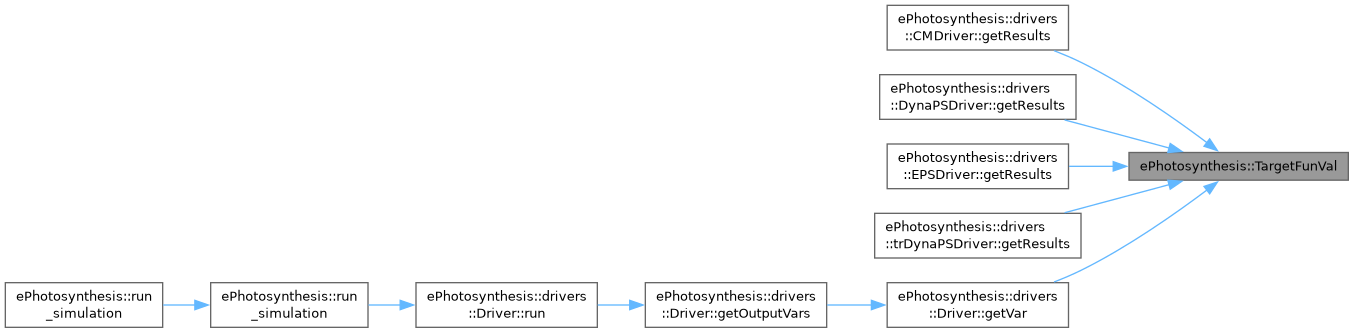 ePhotosynthesis::drivers
::CMDriver::getResults
ePhotosynthesis::drivers
::DynaPSDriver::getResults
ePhotosynthesis::drivers
::EPSDriver::getResults
ePhotosynthesis::TargetFunVal
ePhotosynthesis::drivers
::trDynaPSDriver::getResults
ePhotosynthesis::run
_simulation
ePhotosynthesis::run
_simulation
ePhotosynthesis::drivers
::Driver::run
ePhotosynthesis::drivers
::Driver::getOutputVars
ePhotosynthesis::drivers
::Driver::getVar